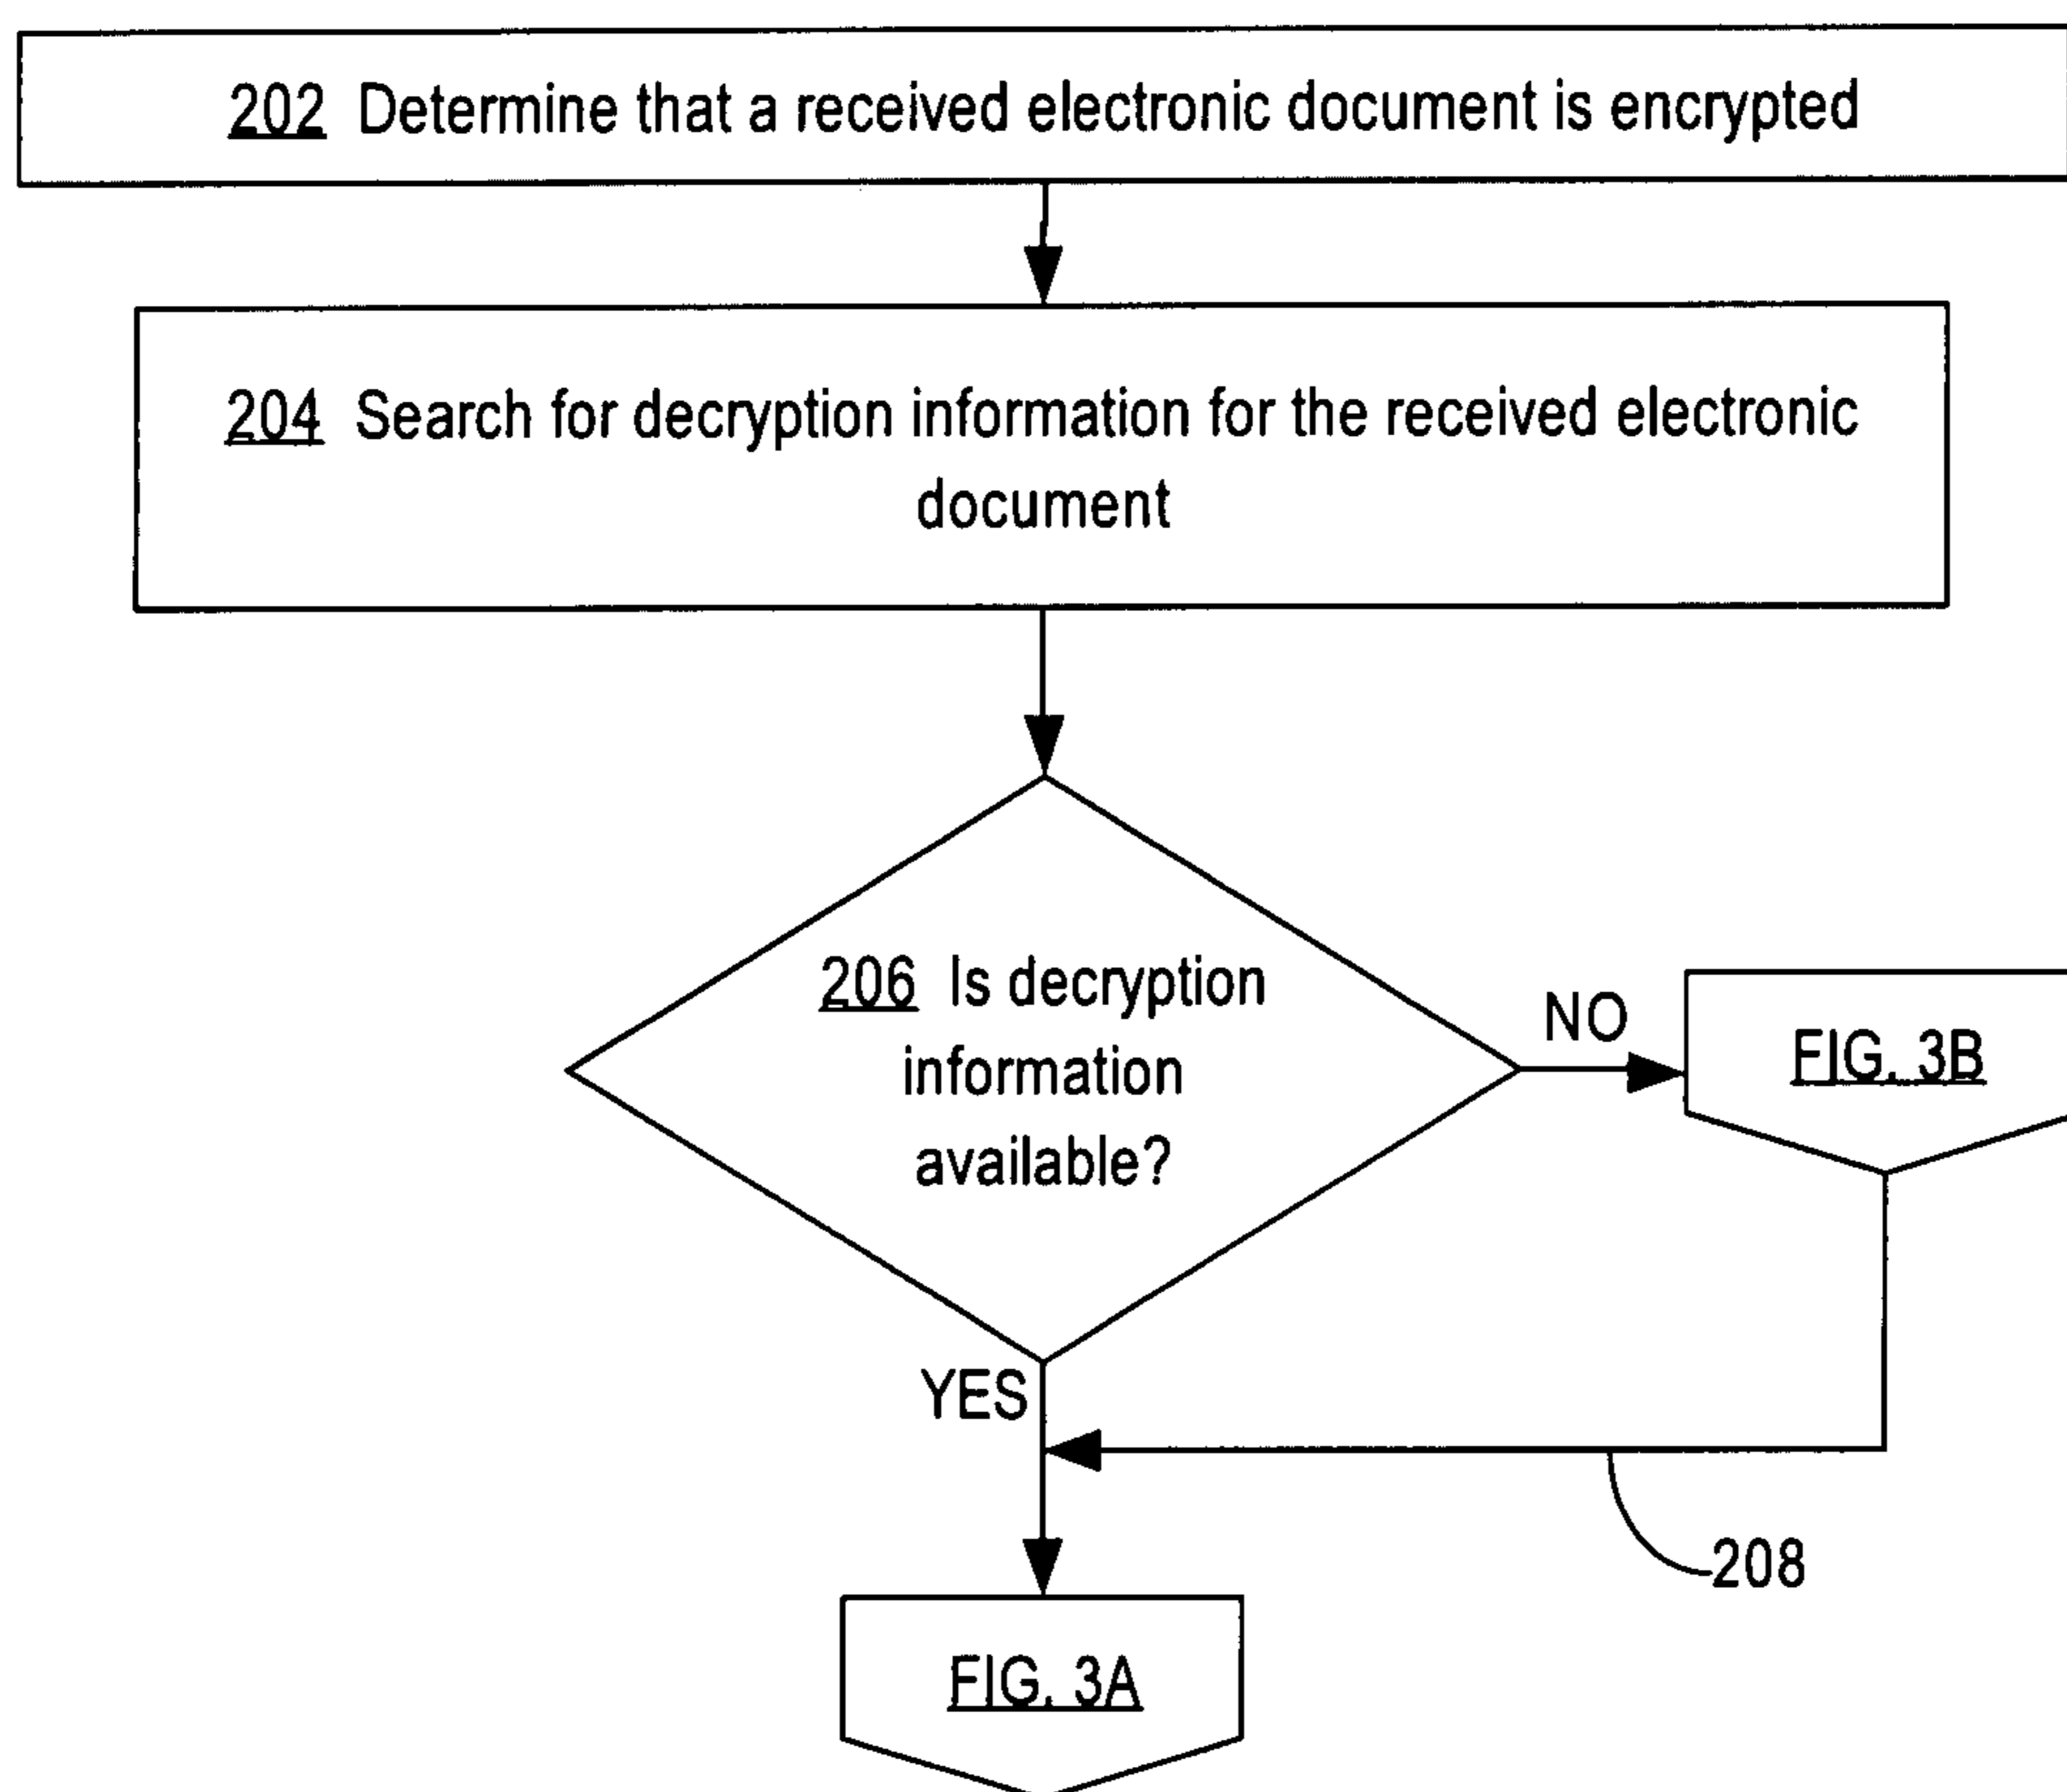 202 Determine that a received electronic document is encrypted
204 Search for decryption information for the received electronic
document
206 Is decryption
information
available?
NO
FIG. 3B
YES
208
FIG. 3A